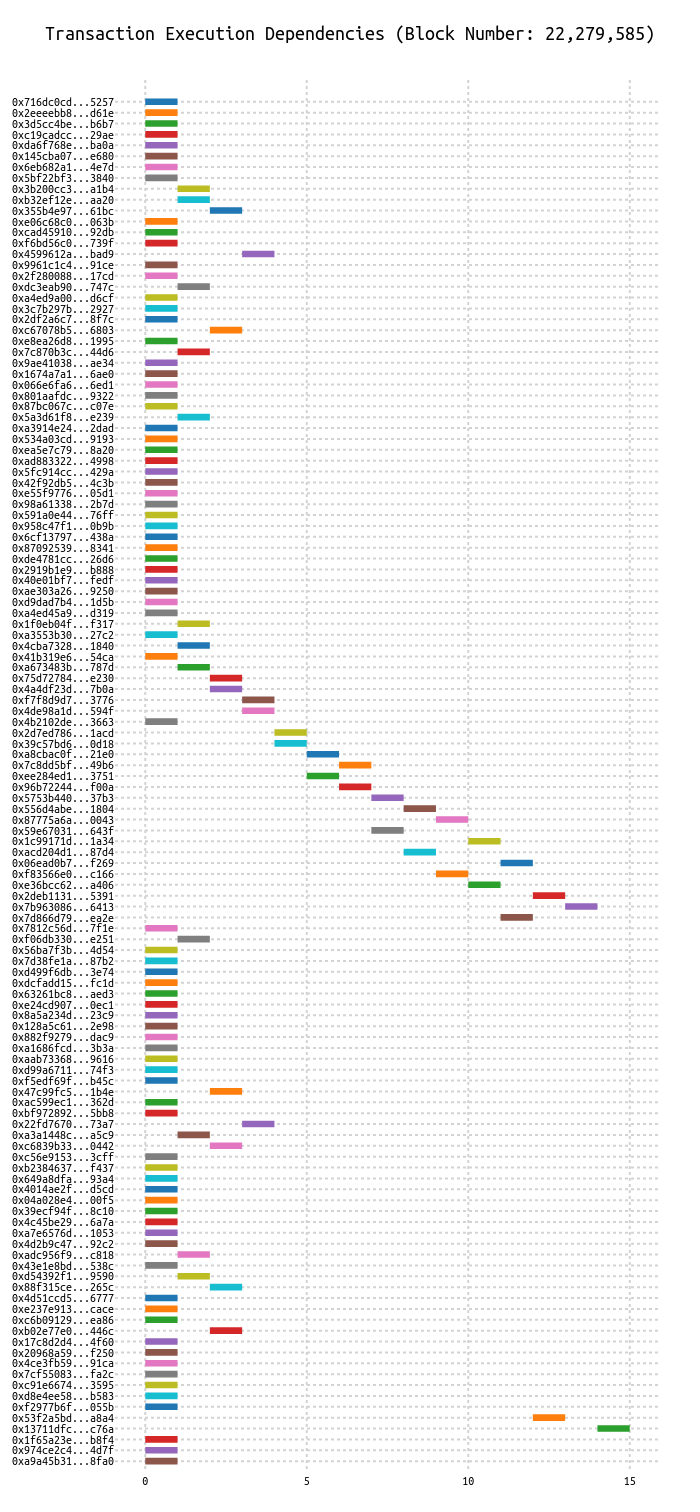 Transaction Execution Dependencies (Block Number: 22,279,585)
0x716dc0cd...5257
0x2eeeebb8...d61e
0x3d5cc4be...b6b7
0xc19cadcc...29ae
0xda6f768e...ba0a
0x145cba07...e680
0x6eb682a1...4e7d
0x5bf22bf3...3840
0x3b200cc3...a1b4
0xb32ef12e...aa20
0x355b4e97...61bc
0xe06c68c0...063b
0xcad45910...92db
0xf6bd56c0...739f
0x4599612a...bad9
0x9961c1c4...91ce
0x2f280088...17cd
0xdc3eab90...747c
0xa4ed9a00...d6cf
0x3c7b297b...2927
0x2df2a6c7...8f7c
0xc67078b5...6803
0xe8ea26d8...1995
0x7c870b3c...44d6
0x9ae41038...ae34
0x1674a7a1...6ae0
0x066e6fa6...6ed1
0x801aafdc...9322
0x87bc067c...c07e
0x5a3d61f8...e239
0xa3914e24...2dad
0x534a03cd...9193
0xea5e7c79...8a20
0xad883322...4998
0x5fc914cc...429a
0x42f92db5...4c3b
0xe55f9776...05d1
0x98a61338...2b7d
0x591a0e44...76ff
0x958c47f1...0b9b
0x6cf13797...438a
0x87092539...8341
0xde4781cc...26d6
0x2919b1e9...b888
0x40e01bf7...fedf
0xae303a26...9250
0xd9dad7b4...1d5b
0xa4ed45a9...d319
0x1f0eb04f...f317
0xa3553b30...27c2
0x4cba7328...1840
0x41b319e6...54ca
0xa673483b...787d
0x75d72784...e230
0x4a4df23d...7b0a
0xf7f8d9d7...3776
0x4de98a1d...594f
0x4b2102de...3663
0x2d7ed786...1acd
0x39c57bd6...0d18
0xa8cbac0f...21e0
0x7c8dd5bf...49b6
0xee284ed1...3751
0x96b72244...f00a
0x5753b440...37b3
0x556d4abe...1804
0x87775a6a...0043
0x59e67031...643f
0x1c99171d...1a34
0xacd204d1...87d4
0x06ead0b7...f269
0xf83566e0...c166
0xe36bcc62...a406
0x2deb1131...5391
0x7b963086...6413
0x7d866d79...ea2e
0x7812c56d...7f1e
0xf06db330...e251
0x56ba7f3b...4d54
0x7d38fe1a...87b2
0xd499f6db...3e74
0xdcfadd15...fc1d
0x63261bc8...aed3
0xe24cd907...0ec1
0x8a5a234d...23c9
0x128a5c61...2e98
0x882f9279...dac9
0xa1686fcd...3b3a
0xaab73368...9616
0xd99a6711...74f3
0xf5edf69f...b45c
0x47c99fc5...1b4e
0xac599ec1...362d
0xbf972892...5bb8
0x22fd7670...73a7
0xa3a1448c...a5c9
0xc6839b33...0442
0xc56e9153...3cff
0xb2384637...f437
0x649a8dfa...93a4
0x4014ae2f...d5cd
0x04a028e4...00f5
0x39ecf94f...8c10
0x4c45be29...6a7a
0xa7e6576d...1053
0x4d2b9c47...92c2
0xadc956f9...c818
0x43e1e8bd...538c
0xd54392f1...9590
0x88f315ce...265c
0x4d51ccd5...6777
0xe237e913...cace
0xc6b09129...ea86
0xb02e77e0...446c
0x17c8d2d4...4f60
0x20968a59...f250
0x4ce3fb59...91ca
0x7cf55083...fa2c
0xc91e6674...3595
0xd8e4ee58...b583
0xf2977b6f...055b
0x53f2a5bd...a8a4
0x13711dfc...c76a
0x1f65a23e...b8f4
0x974ce2c4...4d7f
0xa9a45b31...8fa0
0 5 10 15